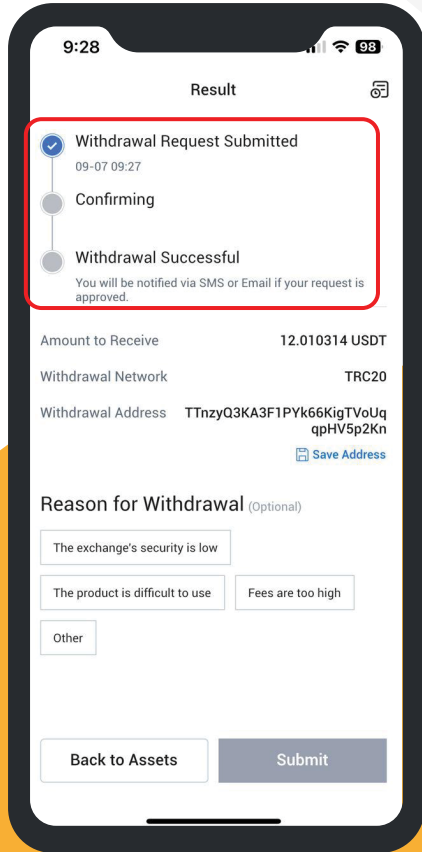 9:28
98
Result
Withdrawal Request Submitted
09-07 09:27
Confirming
Withdrawal Successful
You will be notified via SMS or Email if your request is
approved.
Amount to Receive 12.010314 USDT
Withdrawal Network TRC20
Withdrawal Address TTnzyQ3KA3F1PYk66KigTVoUq
qpHV5p2Kn
Save Address
Reason for Withdrawal (Optional)
The exchange's security is low
The product is difficult to use Fees are too high
Other
Back to Assets Submit